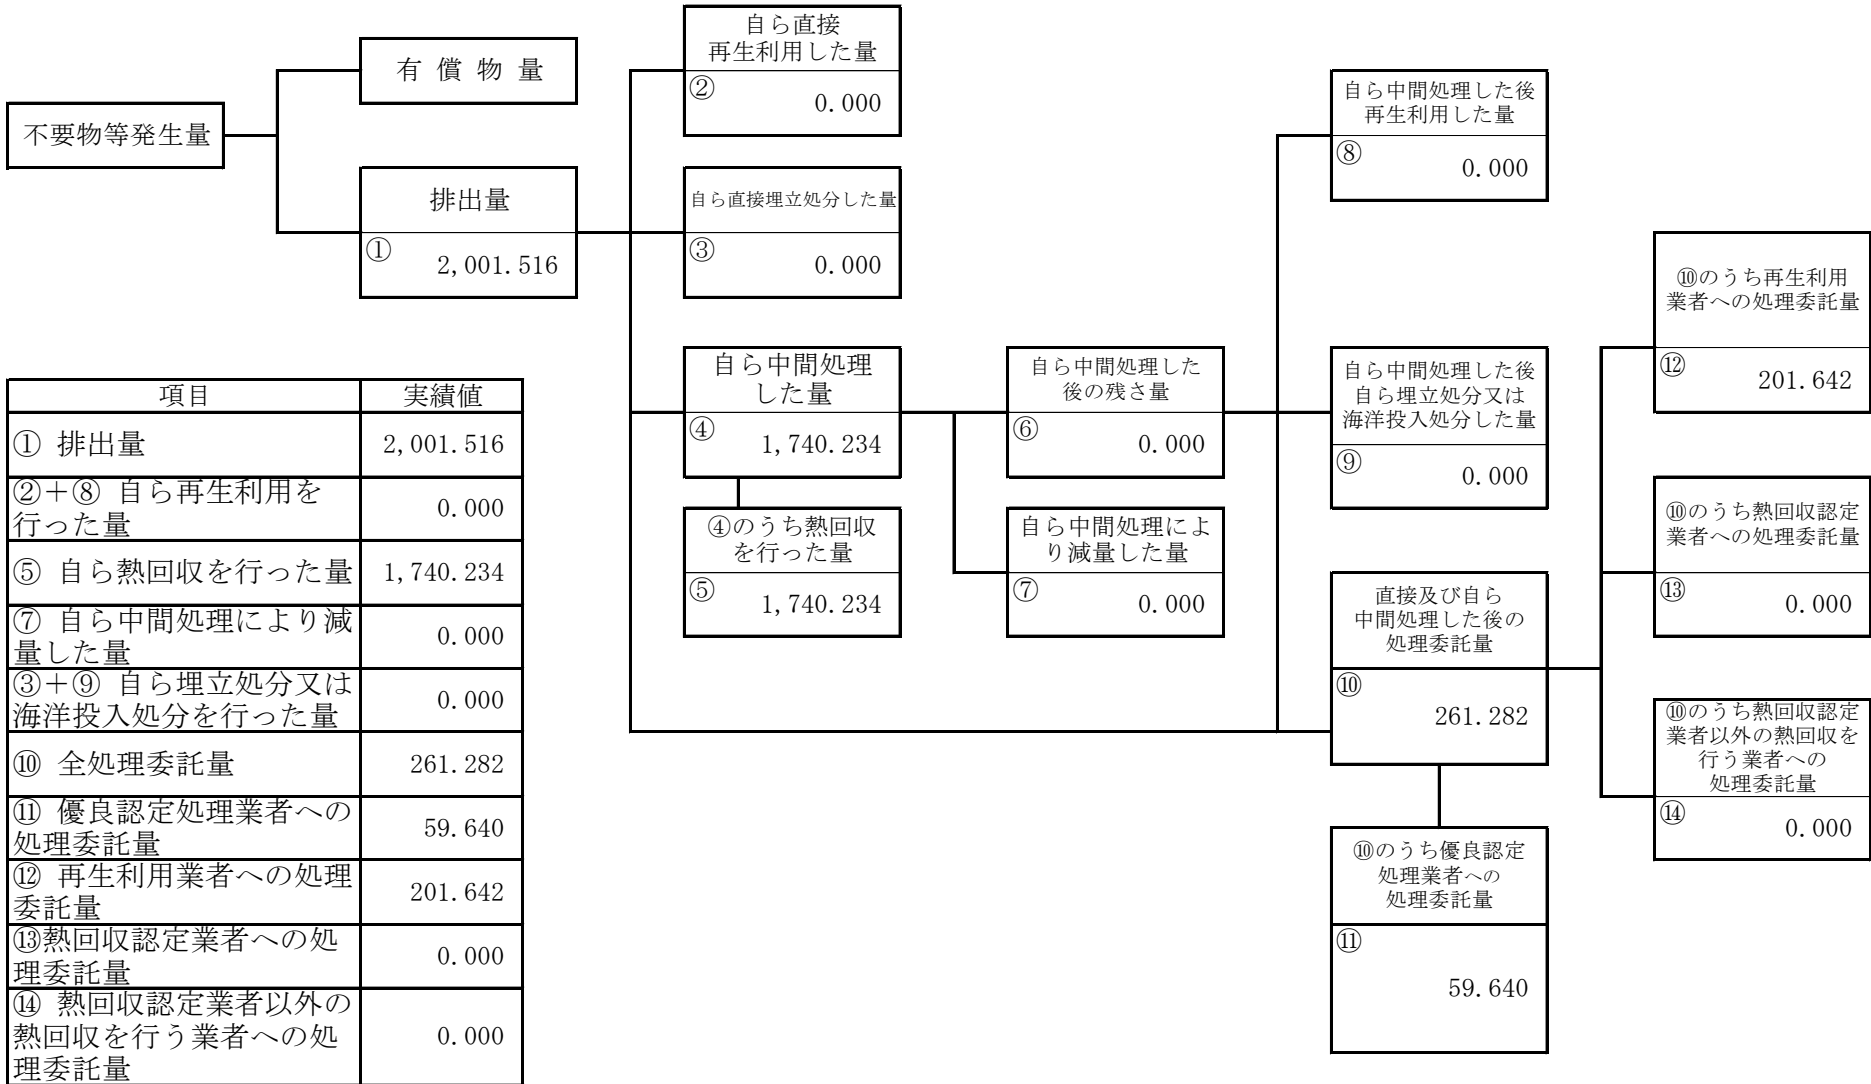 不要物等発生量
有 償 物 量
排出量
① 2,001.516
自ら直接
再生利用した量
② 0.000
自ら直接埋立処分した量
③ 0.000
自ら中間処理
した量
④ 1,740.234
④のうち熱回収
を行った量
⑤ 1,740.234
自ら中間処理した
後の残さ量
⑥ 0.000
自ら中間処理によ
り減量した量
⑦ 0.000
自ら中間処理した後
再生利用した量
⑧ 0.000
自ら中間処理した後
自ら埋立処分又は
海洋投入処分した量
⑨ 0.000
直接及び自ら
中間処理した後の
処理委託量
⑩ 261.282
⑩のうち優良認定
処理業者への
処理委託量
⑪ 59.640
⑩のうち再生利用
業者への処理委託量
⑫ 201.642
⑩のうち熱回収認定
業者への処理委託量
⑬ 0.000
⑩のうち熱回収認定
業者以外の熱回収を
行う業者への
処理委託量
⑭ 0.000
項目 実績値
① 排出量 2,001.516
②＋⑧ 自ら再生利用を
行った量 0.000
⑤ 自ら熱回収を行った量 1,740.234
⑦ 自ら中間処理により減
量した量 0.000
③＋⑨ 自ら埋立処分又は
海洋投入処分を行った量 0.000
⑩ 全処理委託量 261.282
⑪ 優良認定処理業者への
処理委託量 59.640
⑫ 再生利用業者への処理
委託量 201.642
⑬熱回収認定業者への処
理委託量 0.000
⑭ 熱回収認定業者以外の
熱回収を行う業者への処
理委託量 0.000